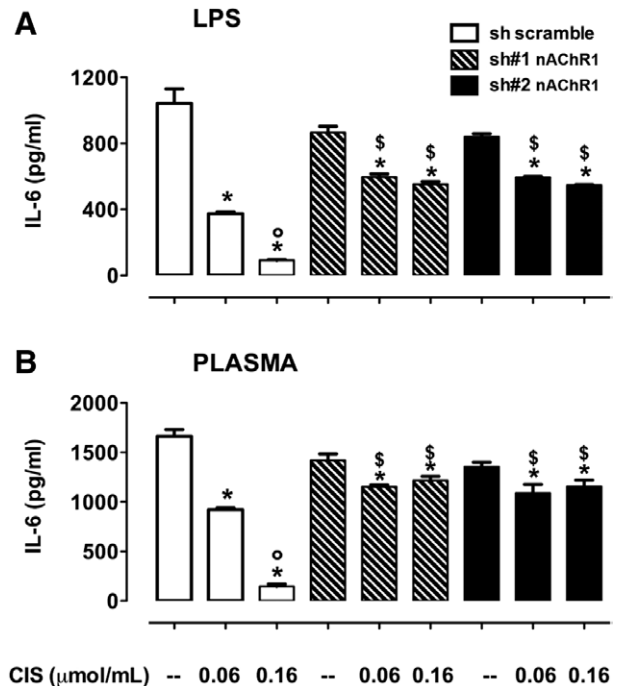 A
LPS
sh scramble
sh#1 nAChR1
sh#2 nAChR1
IL-6 (pg/ml)
1200
800
400
0
* ° * $ * $ * $ * $ *
B
PLASMA
IL-6 (pg/ml)
2000
1500
1000
500
0
* ° * $ * $ * $ * $ *
CIS (μmol/mL) -- 0.06 0.16 -- 0.06 0.16 -- 0.06 0.16